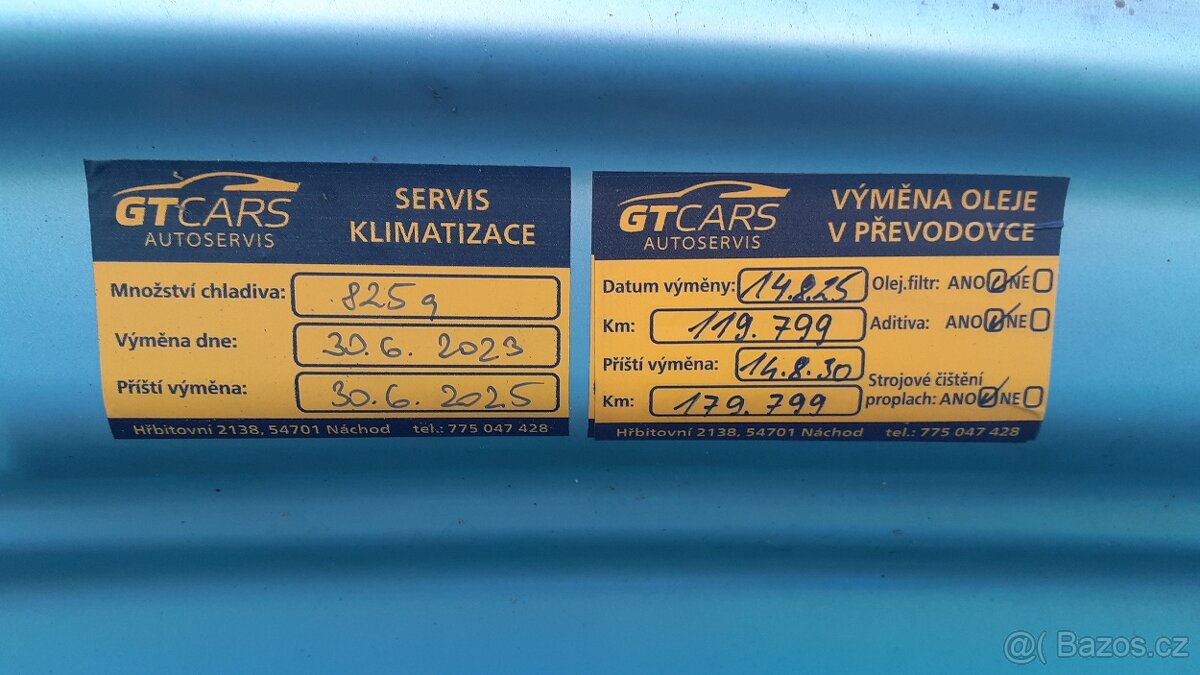 GTCARS
AUTOSERVIS
SERVIS
KLIMATIZACE
Množství chladiva: 825 g
Výměna dne: 30.6. 2023
Příští výměna: 30.6. 2025
Hřbitovní 2138, 54701 Náchod tel.: 775 047 428
GTCARS
AUTOSERVIS
VÝMĚNA OLEJE
V PŘEVODOVCE
Datum výměny: 14.8.25 Olej.filtr: ANO NE
Km: 119.799 Aditiva: ANO NE
Příští výměna: 14.8.30
Strojové čištění
Km: 179.799 proplach: ANO NE
Hřbitovní 2138, 54701 Náchod tel.: 775 047 428
Bazos.cz